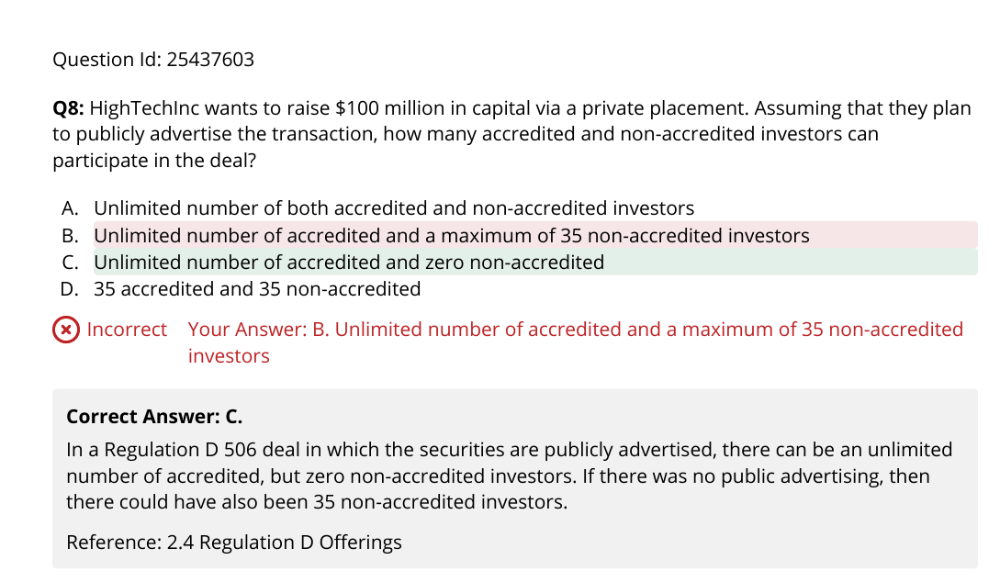 Question Id: 25437603
Q8: HighTechInc wants to raise $100 million in capital via a private placement. Assuming that they plan
to publicly advertise the transaction, how many accredited and non-accredited investors can
participate in the deal?
A. Unlimited number of both accredited and non-accredited investors
B. Unlimited number of accredited and a maximum of 35 non-accredited investors
C. Unlimited number of accredited and zero non-accredited
D. 35 accredited and 35 non-accredited
Incorrect Your Answer: B. Unlimited number of accredited and a maximum of 35 non-accredited
investors
Correct Answer: C.
In a Regulation D 506 deal in which the securities are publicly advertised, there can be an unlimited
number of accredited, but zero non-accredited investors. If there was no public advertising, then
there could have also been 35 non-accredited investors.
Reference: 2.4 Regulation D Offerings